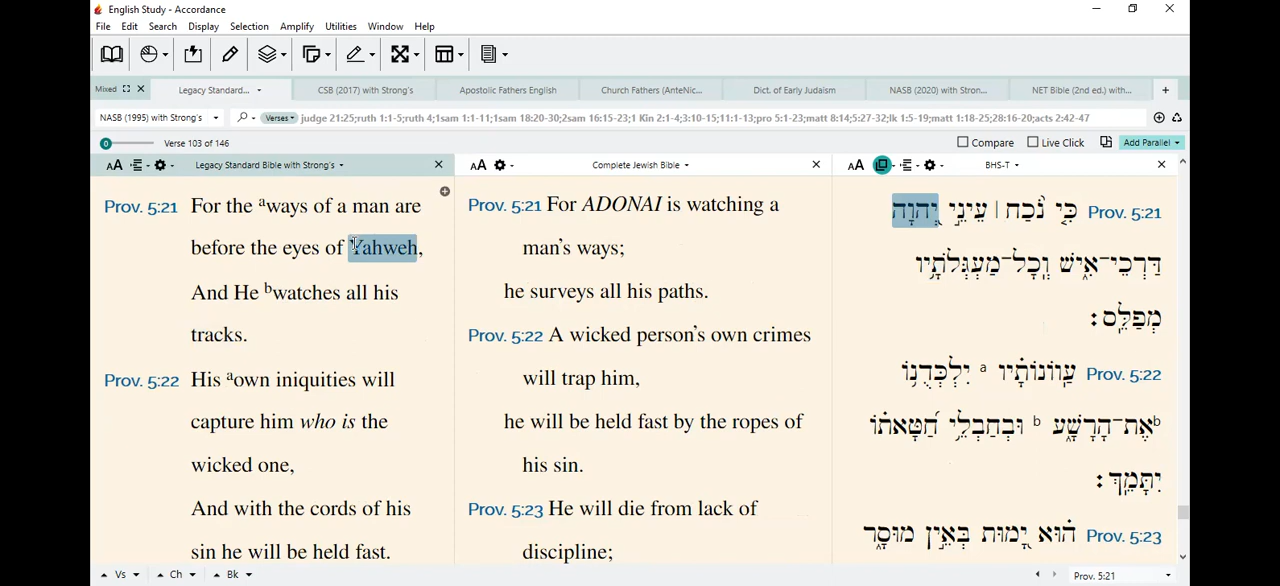 English Study - Accordance
File Edit Search Display Selection Amplify Utilities Window Help
Mixed Legacy Standard... CSB (2017) with Strong's Apostolic Fathers English Church Fathers (AnteNic... Dict. of Early Judaism NASB (2020) with Stron... NET Bible (2nd ed.) with...
NASB (1995) with Strong's Verses judge 21:25;ruth 1:1-5;ruth 4;1sam 1:1-11;1sam 18:20-30;2sam 16:15-23;1 Kin 2:1-4;3:10-15;11:1-13;pro 5:1-23;matt 8:14;5:27-32;lk 1:5-19;matt 1:18-25;28:16-20;acts 2:42-47
0 Verse 103 of 146 Compare Live Click Add Parallel
AA Legacy Standard Bible with Strong's
Prov. 5:21 For the ᵃways of a man are
before the eyes of Yahweh,
And He ᵇwatches all his
tracks.
Prov. 5:22 His ᵃown iniquities will
capture him who is the
wicked one,
And with the cords of his
sin he will be held fast.
AA Complete Jewish Bible
Prov. 5:21 For ADONAI is watching a
man's ways;
he surveys all his paths.
Prov. 5:22 A wicked person's own crimes
will trap him,
he will be held fast by the ropes of
his sin.
Prov. 5:23 He will die from lack of
discipline;
AA BHS-T
Prov. 5:21 כִּ֤י נֹ֨כַח ׀ עֵינֵ֣י יְ֭הוָה
דַּרְכֵי־אִ֑ישׁ וְֽכָל־מַעְגְּלֹתָ֥יו
מְפַלֵּֽס׃
Prov. 5:22 עַֽווֹנוֹתָ֗יו ᵃ יִלְכְּדֻנ֥וֹ
ᵇאֶת־הָרָשָׁ֑ע ᵇ וּבְחַבְלֵ֥י חַ֝טָּאת֗וֹ
יִתָּמֵֽךְ׃
Prov. 5:23 ה֗וּא יָ֭מוּת בְּאֵ֣ין מוּסָ֑ר
Vs Ch Bk Prov. 5:21